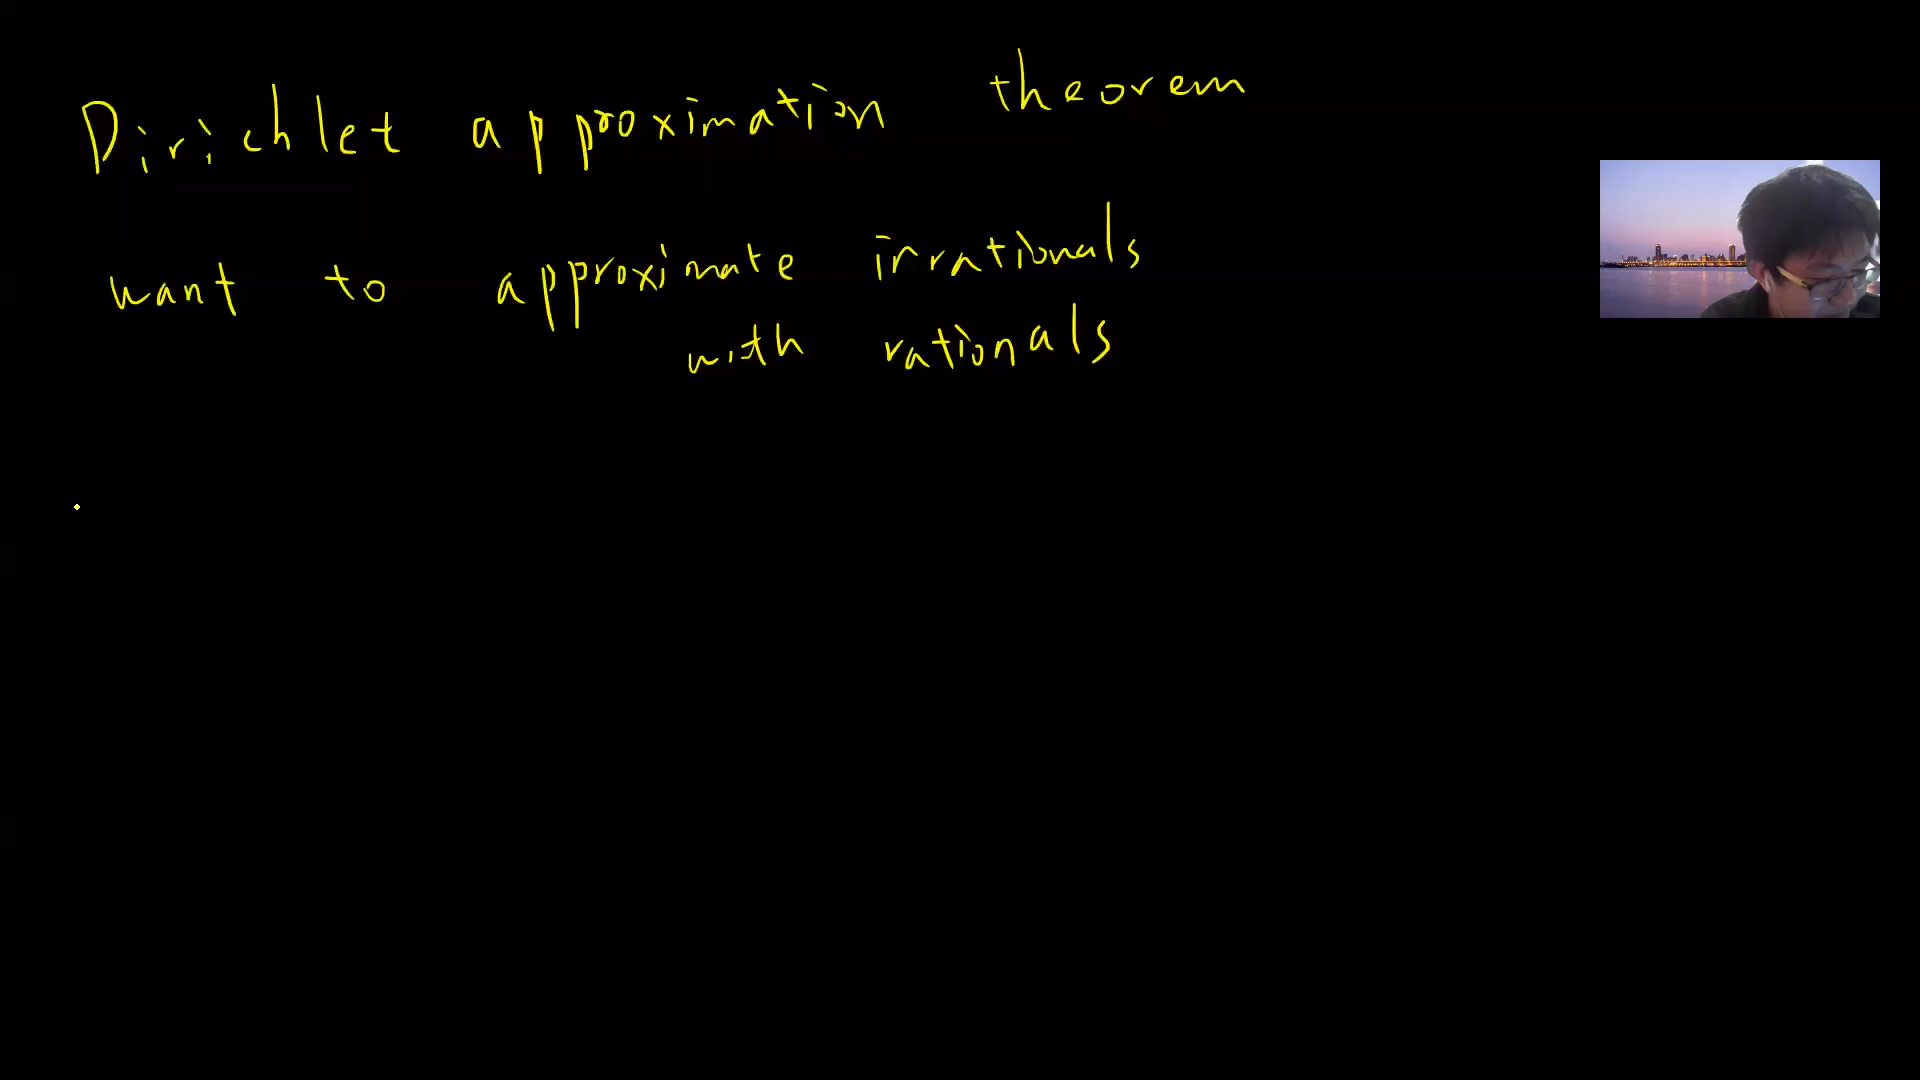 Dirichlet approximation theorem
want to approximate irrationals
with rationals